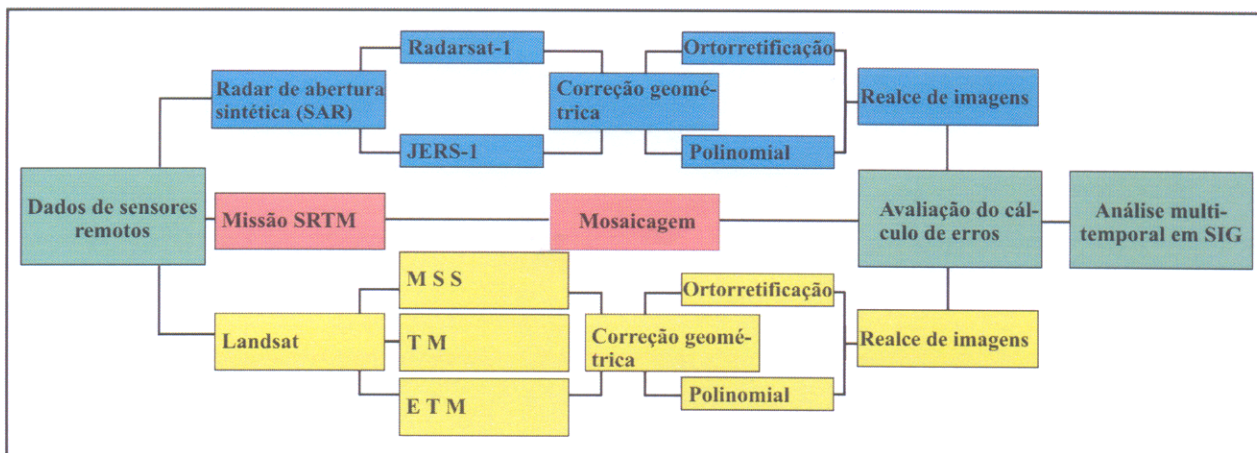 Radarsat-1
Ortorretificação
Radar de abertura
sintética (SAR)
Correção geomé-
trica
Realce de imagens
JERS-1
Polinomial
Dados de sensores
remotos
Missão SRTM
Mosaicagem
Avaliação do cál-
culo de erros
Análise multi-
temporal em SIG
M S S
Ortorretificação
Landsat
T M
Correção geomé-
trica
Realce de imagens
E T M
Polinomial